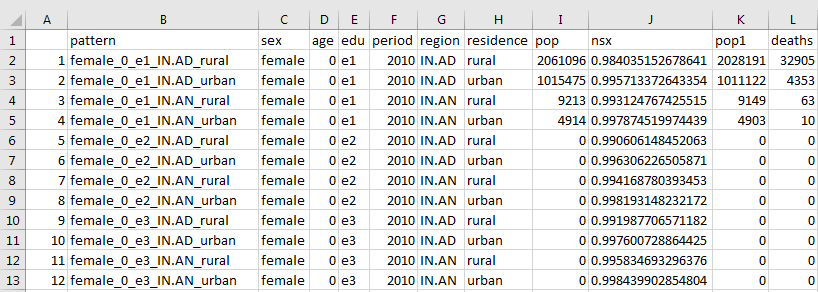 A B C D E F G H I J K L
1 pattern sex age edu period region residence pop nsx pop1 deaths
2 1 female_0_e1_IN.AD_rural female 0 e1 2010 IN.AD rural 2061096 0.984035152678641 2028191 32905
3 2 female_0_e1_IN.AD_urban female 0 e1 2010 IN.AD urban 1015475 0.995713372643354 1011122 4353
4 3 female_0_e1_IN.AN_rural female 0 e1 2010 IN.AN rural 9213 0.993124767425515 9149 63
5 4 female_0_e1_IN.AN_urban female 0 e1 2010 IN.AN urban 4914 0.997874519974439 4903 10
6 5 female_0_e2_IN.AD_rural female 0 e2 2010 IN.AD rural 0 0.990606148452063 0 0
7 6 female_0_e2_IN.AD_urban female 0 e2 2010 IN.AD urban 0 0.996306226505871 0 0
8 7 female_0_e2_IN.AN_rural female 0 e2 2010 IN.AN rural 0 0.994168780393453 0 0
9 8 female_0_e2_IN.AN_urban female 0 e2 2010 IN.AN urban 0 0.998193148232172 0 0
10 9 female_0_e3_IN.AD_rural female 0 e3 2010 IN.AD rural 0 0.991987706571182 0 0
11 10 female_0_e3_IN.AD_urban female 0 e3 2010 IN.AD urban 0 0.997600728864425 0 0
12 11 female_0_e3_IN.AN_rural female 0 e3 2010 IN.AN rural 0 0.995834693296376 0 0
13 12 female_0_e3_IN.AN_urban female 0 e3 2010 IN.AN urban 0 0.998439902854804 0 0